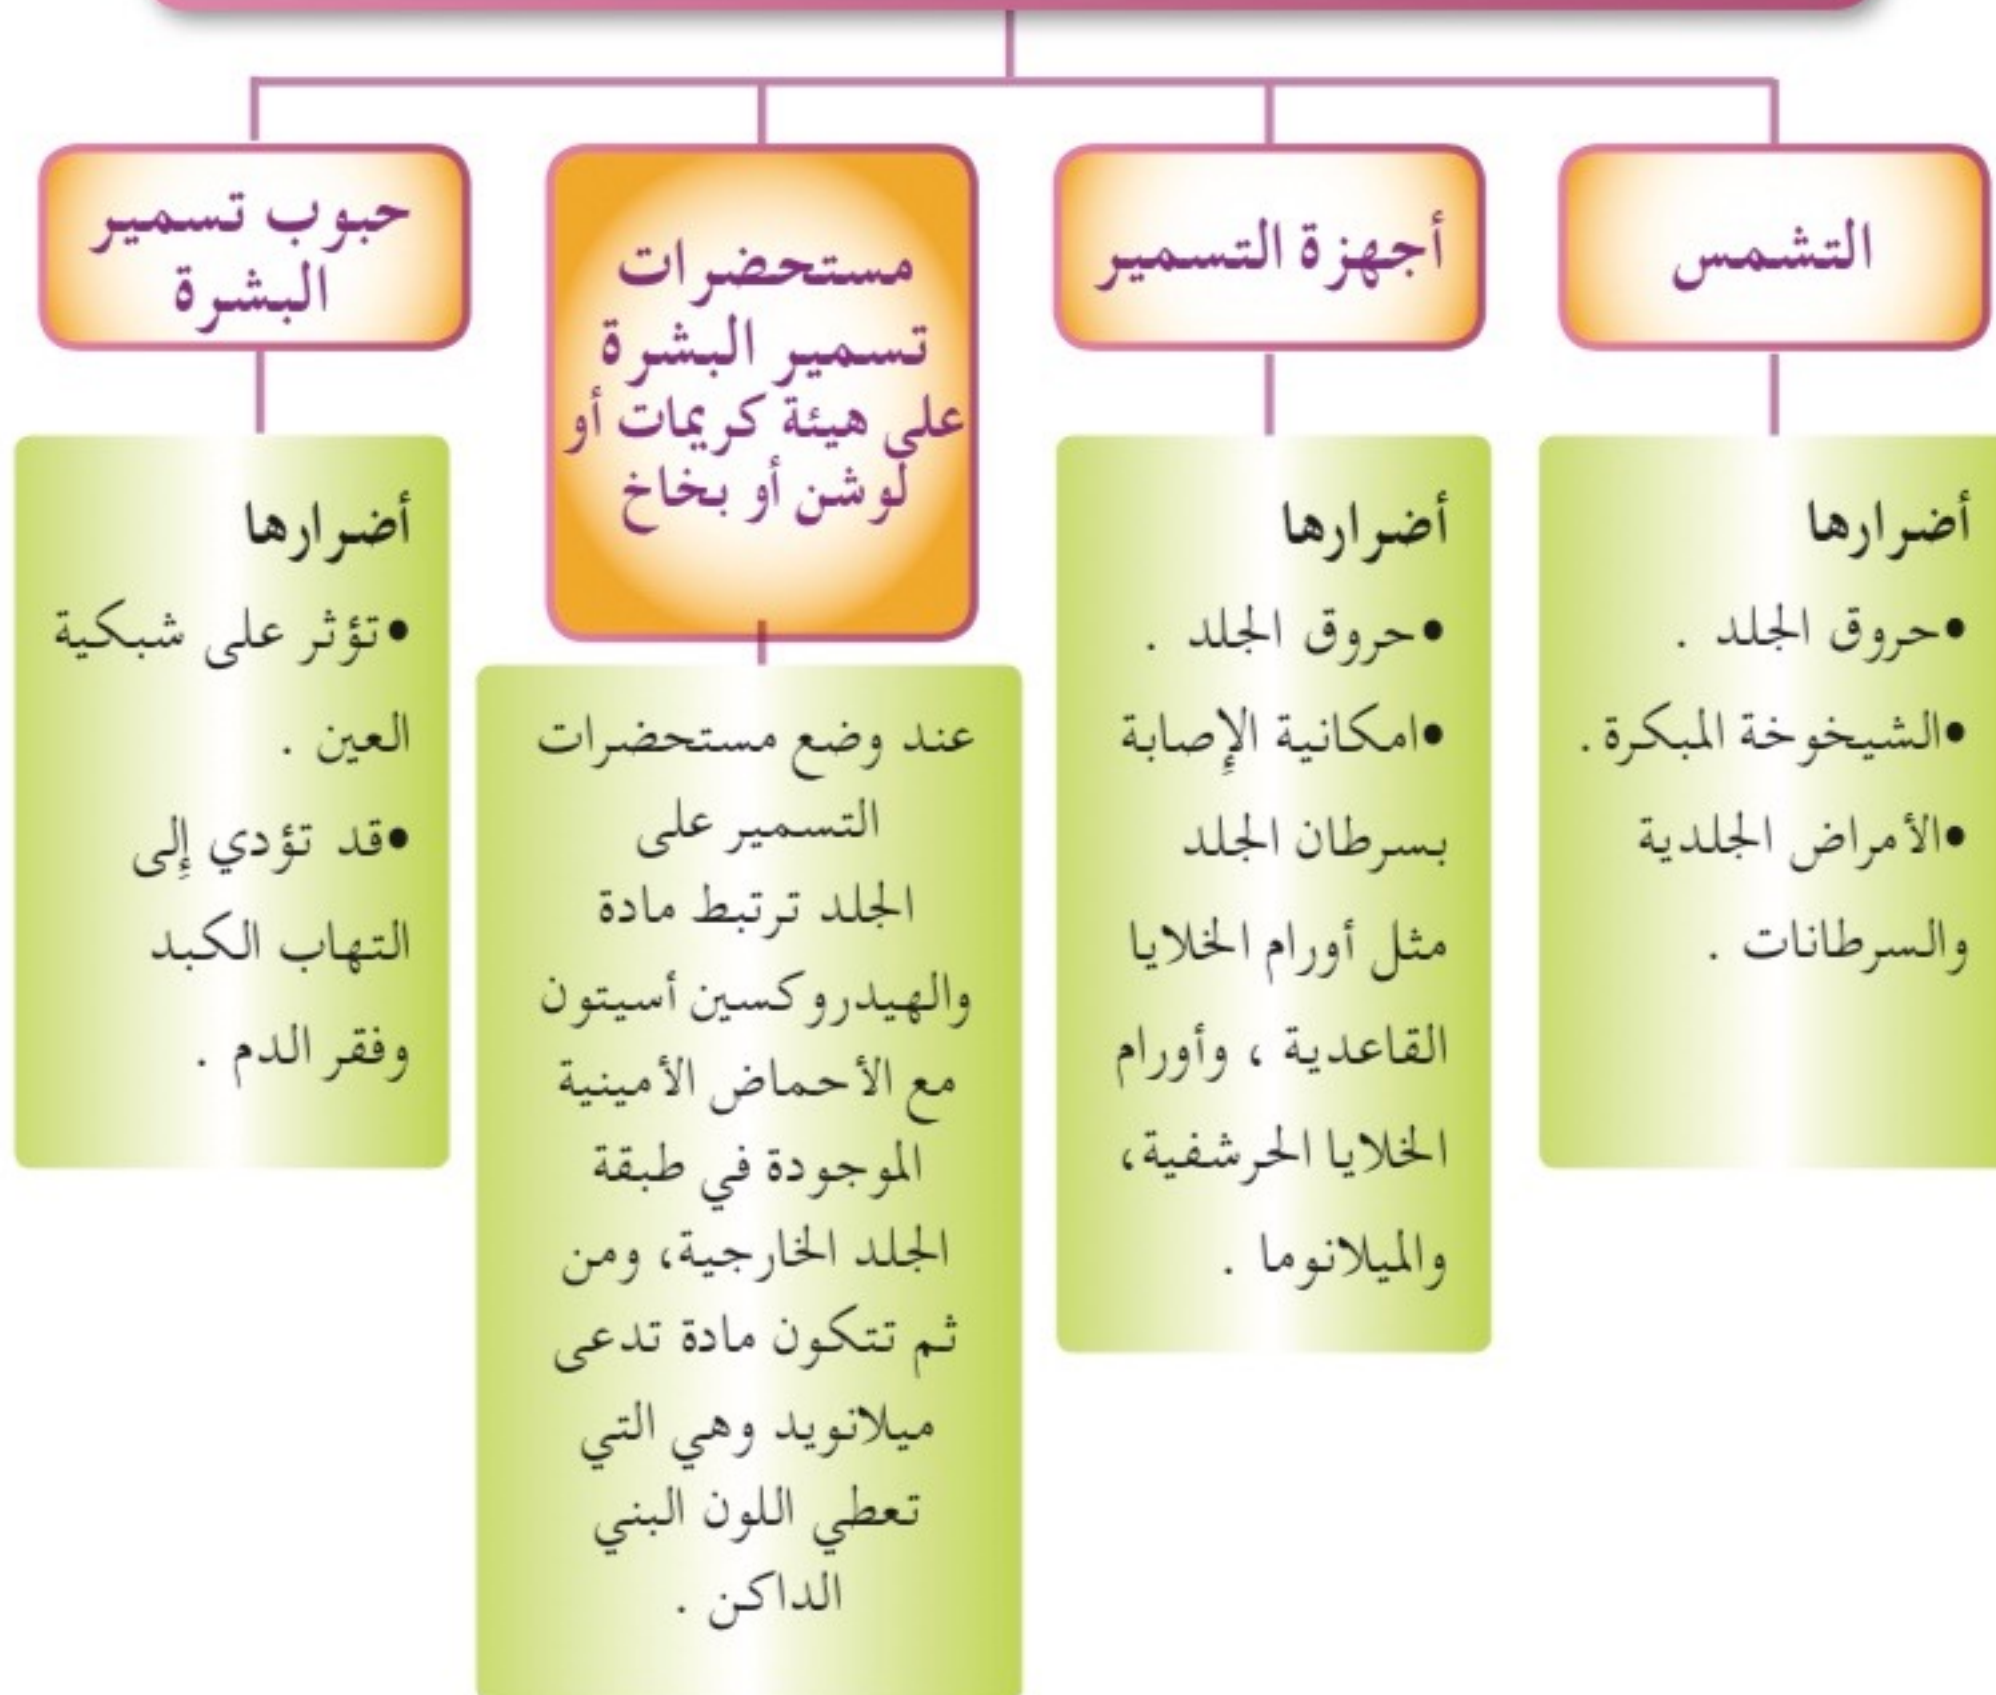 التشمس
أضرارها
•حروق الجلد .
•الشيخوخة المبكرة .
•الأمراض الجلدية
والسرطانات .
أجهزة التسمير
أضرارها
•حروق الجلد .
•امكانية الإصابة
بسرطان الجلد
مثل أورام الخلايا
القاعدية ، وأورام
الخلايا الحرشفية،
والميلانوما .
مستحضرات
تسمير البشرة
على هيئة كريمات أو
لوشن أو بخاخ
عند وضع مستحضرات
التسمير على
الجلد ترتبط مادة
والهيدروكسين أسيتون
مع الأحماض الأمينية
الموجودة في طبقة
الجلد الخارجية، ومن
ثم تتكون مادة تدعى
ميلانويد وهي التي
تعطي اللون البني
الداكن .
حبوب تسمير
البشرة
أضرارها
•تؤثر على شبكية
العين .
•قد تؤدي إلى
التهاب الكبد
وفقر الدم .